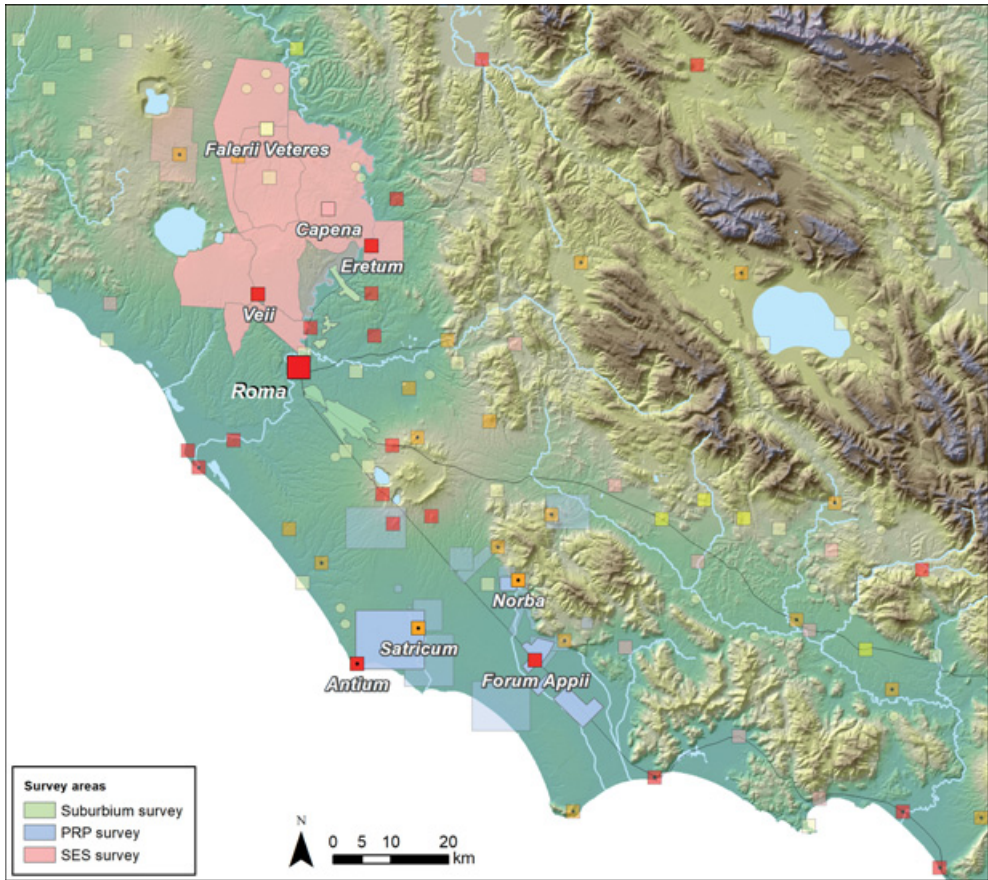 Falerii Veteres
Capena
Eretum
Veii
Roma
Norba
Satricum
Antium
Forum Appii
Survey areas
Suburbium survey
PRP survey
SES survey
N
0 5 10 20
km